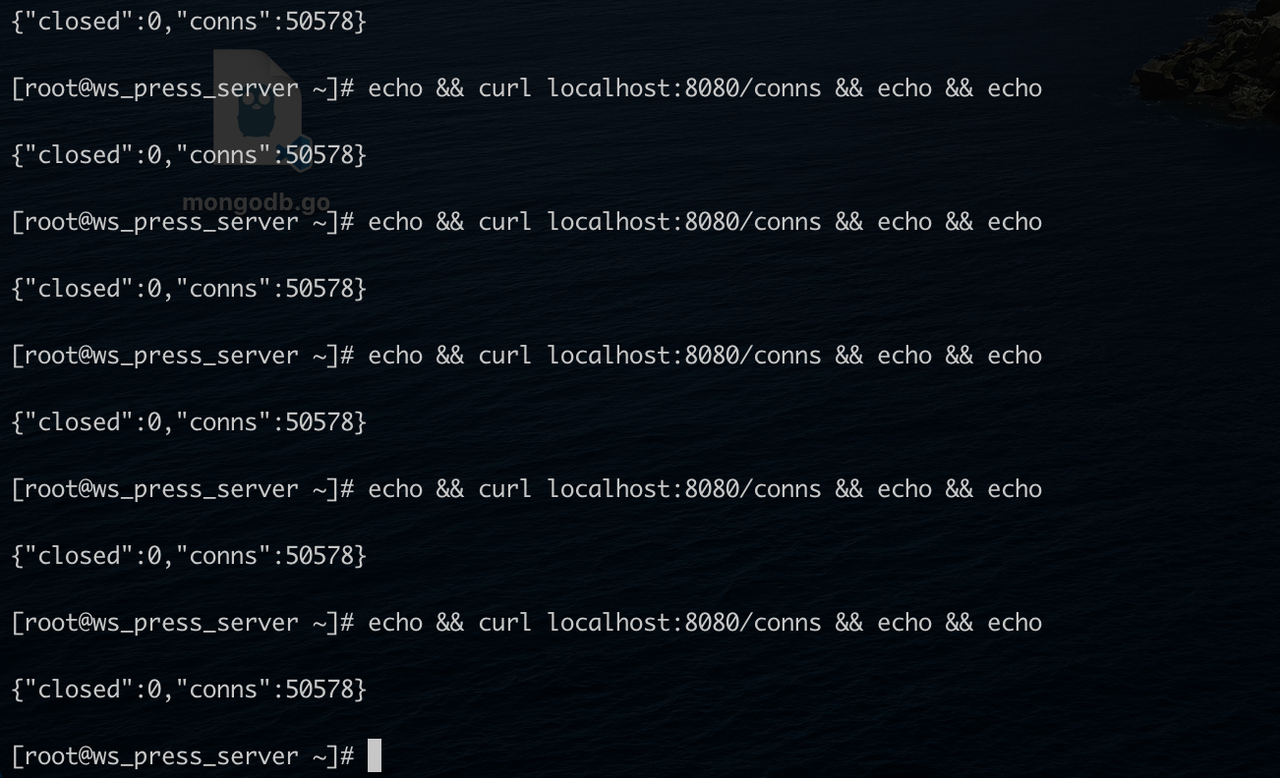 {"closed":0,"conns":50578}
[root@ws_press_server ~]# echo && curl localhost:8080/conns && echo && echo
{"closed":0,"conns":50578}
mongodb.go
[root@ws_press_server ~]# echo && curl localhost:8080/conns && echo && echo
{"closed":0,"conns":50578}
[root@ws_press_server ~]# echo && curl localhost:8080/conns && echo && echo
{"closed":0,"conns":50578}
[root@ws_press_server ~]# echo && curl localhost:8080/conns && echo && echo
{"closed":0,"conns":50578}
[root@ws_press_server ~]# echo && curl localhost:8080/conns && echo && echo
{"closed":0,"conns":50578}
[root@ws_press_server ~]#